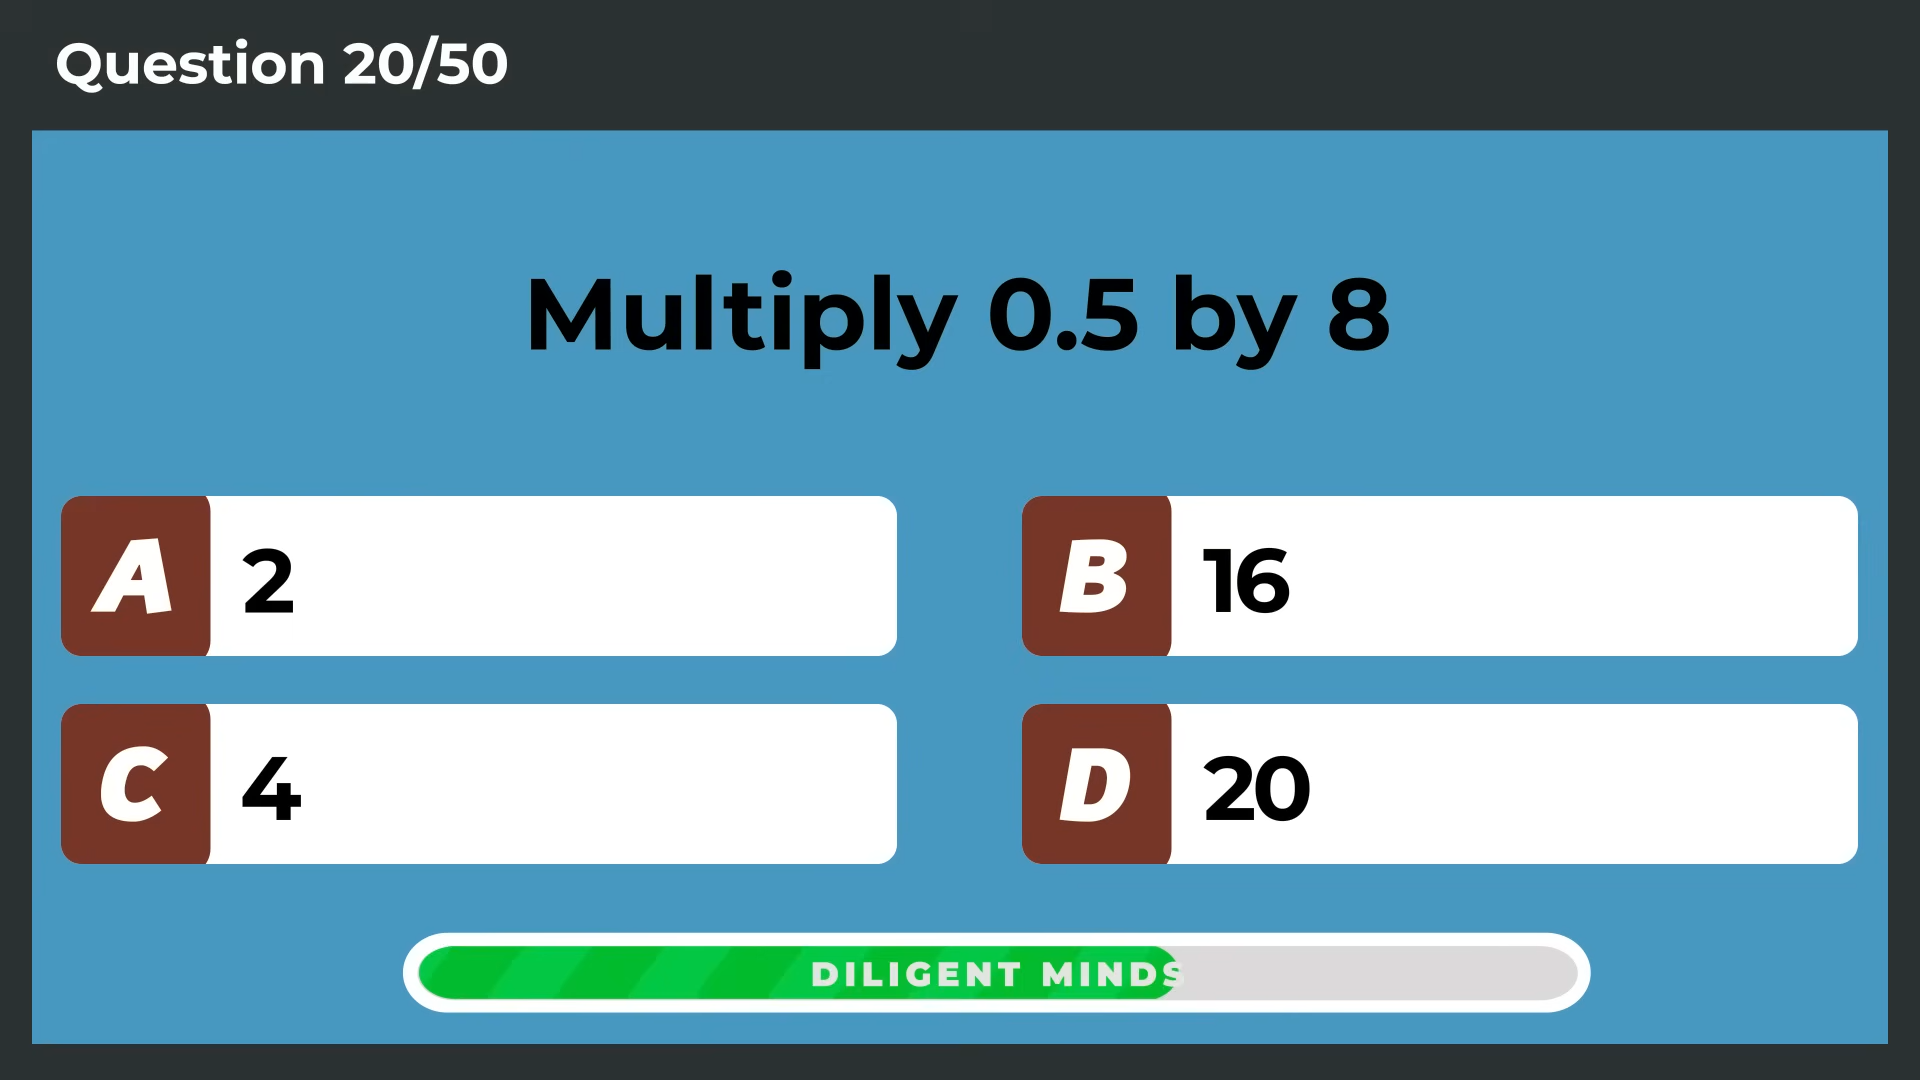 Question 20/50
Multiply 0.5 by 8
A 2
B 16
C 4
D 20
DILIGENT MINDS